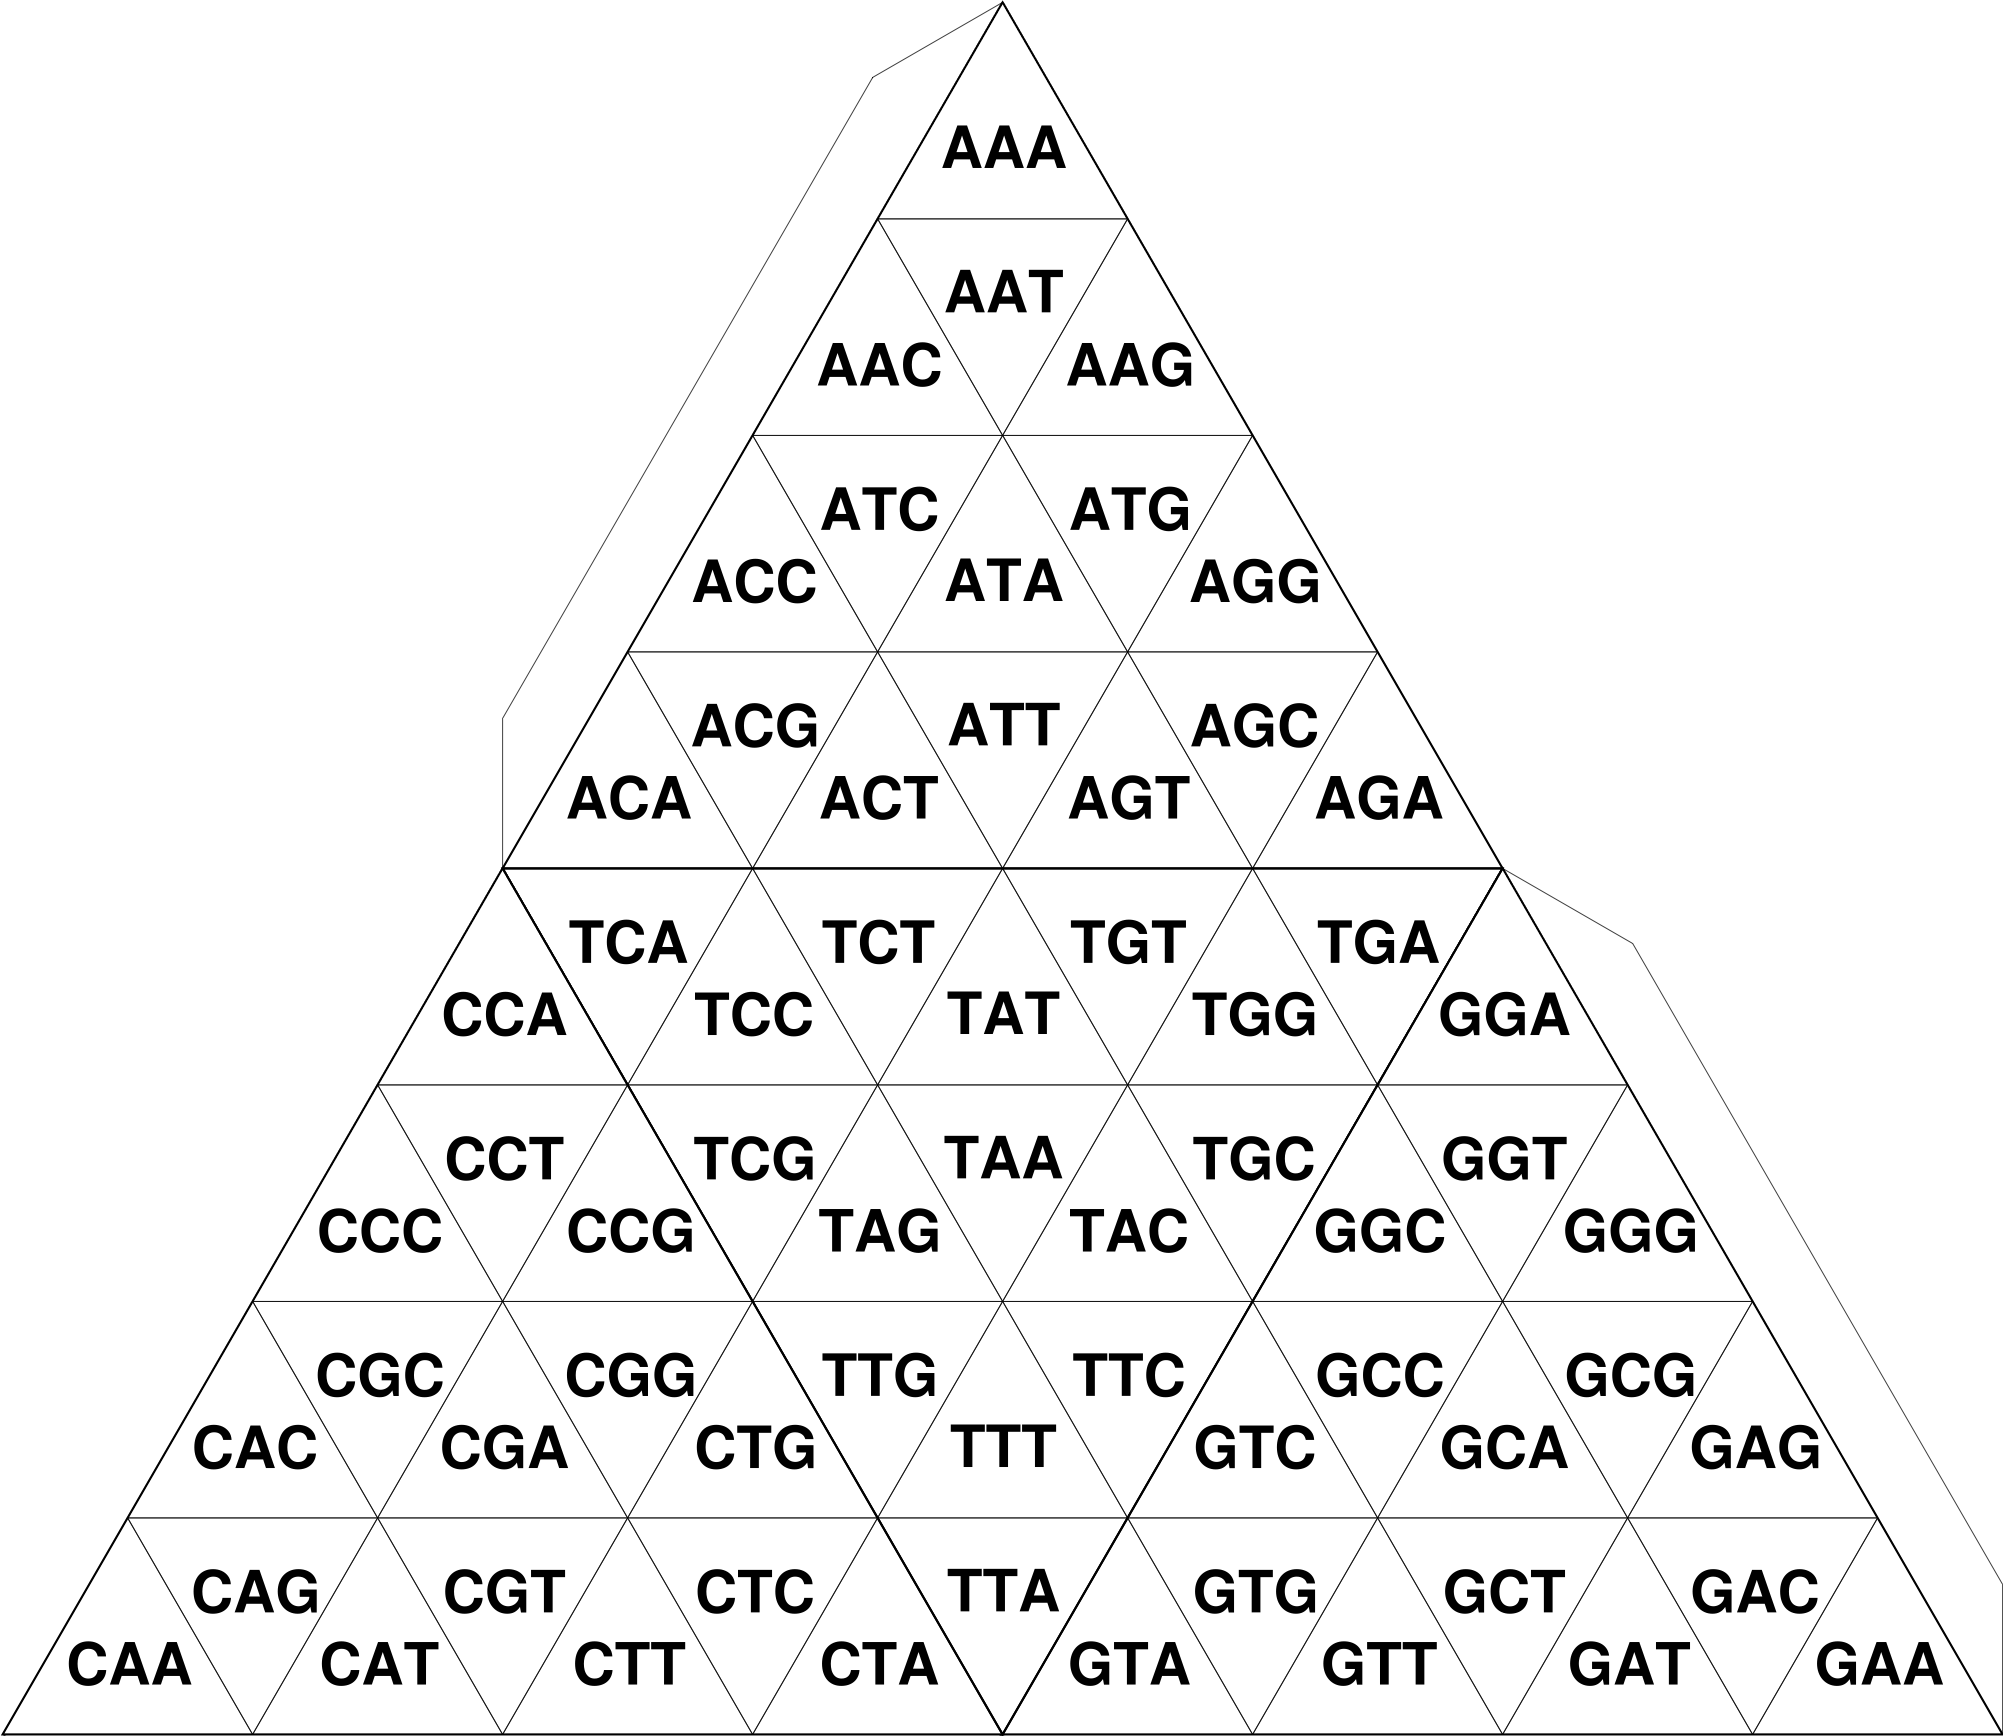 AAA
AAT
AAC AAG
ATC ATG
ACC ATA AGG
ACG ATT AGC
ACA ACT AGT AGA
TCA TCT TGT TGA
CCA TCC TAT TGG GGA
CCT TCG TAA TGC GGT
CCC CCG TAG TAC GGC GGG
CGC CGG TTG TTC GCC GCG
CAC CGA CTG TTT GTC GCA GAG
CAG CGT CTC TTA GTG GCT GAC
CAA CAT CTT CTA GTA GTT GAT GAA